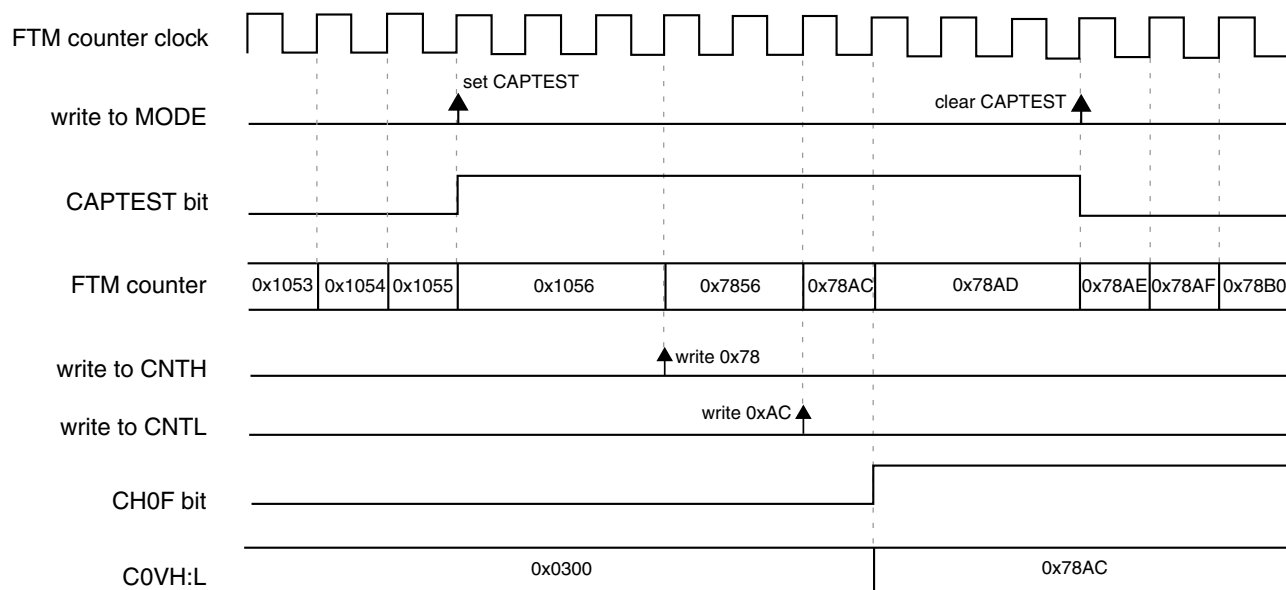 FTM counter clock
set CAPTEST
clear CAPTEST
write to MODE
CAPTEST bit
FTM counter
0x1053 0x1054 0x1055 0x1056 0x7856 0x78AC 0x78AD 0x78AE 0x78AF 0x78B0
write 0x78
write to CNTH
write 0xAC
write to CNTL
CH0F bit
C0VH:L
0x0300 0x78AC